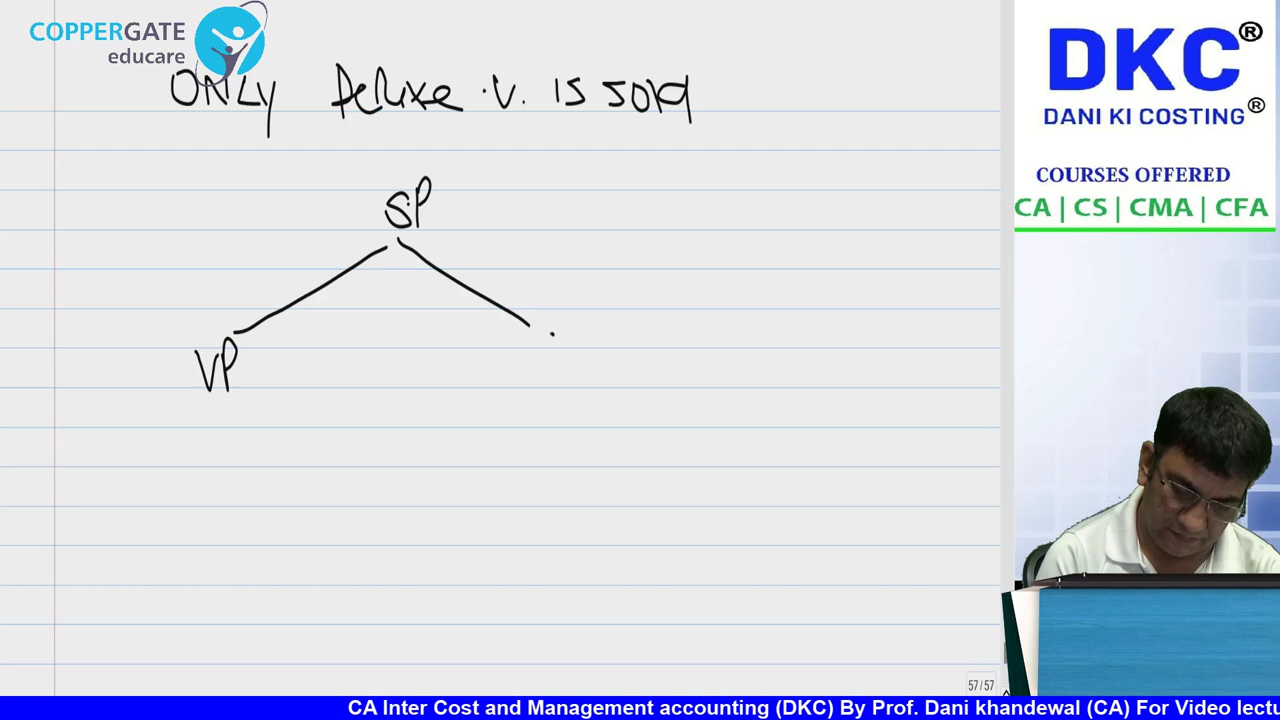 COPPERGATE
educare
ONLY Deluxe .V. IS SOld
SP
VP
DKC®
DANI KI COSTING®
COURSES OFFERED
CA | CS | CMA | CFA
57/57
CA Inter Cost and Management accounting (DKC) By Prof. Dani khandewal (CA) For Video lectu